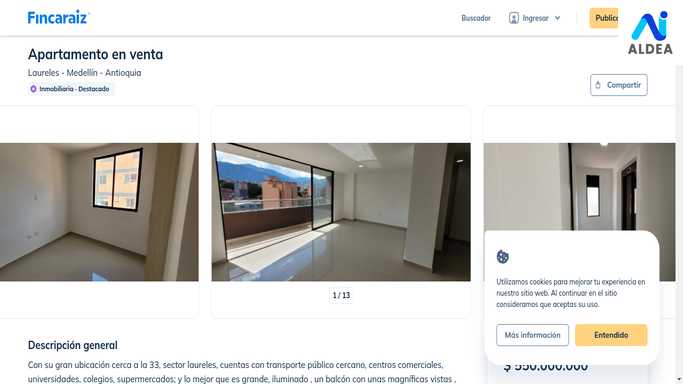 Fincaraiz
Buscador
Ingresar
Public
ALDEA
Apartamento en venta
Laureles - Medellín - Antioquia
Inmobiliaria - Destacado
Compartir
1 / 13
Utilizamos cookies para mejorar tu experiencia en
nuestro sitio web. Al continuar en el sitio
consideramos que aceptas su uso.
Más información
Entendido
$ 550.000.000
Descripción general
Con su gran ubicación cerca a la 33, sector laureles, cuentas con transporte público cercano, centros comerciales,
universidades, colegios, supermercados; y lo mejor que es grande, iluminado , un balcón con unas magníficas vistas ,